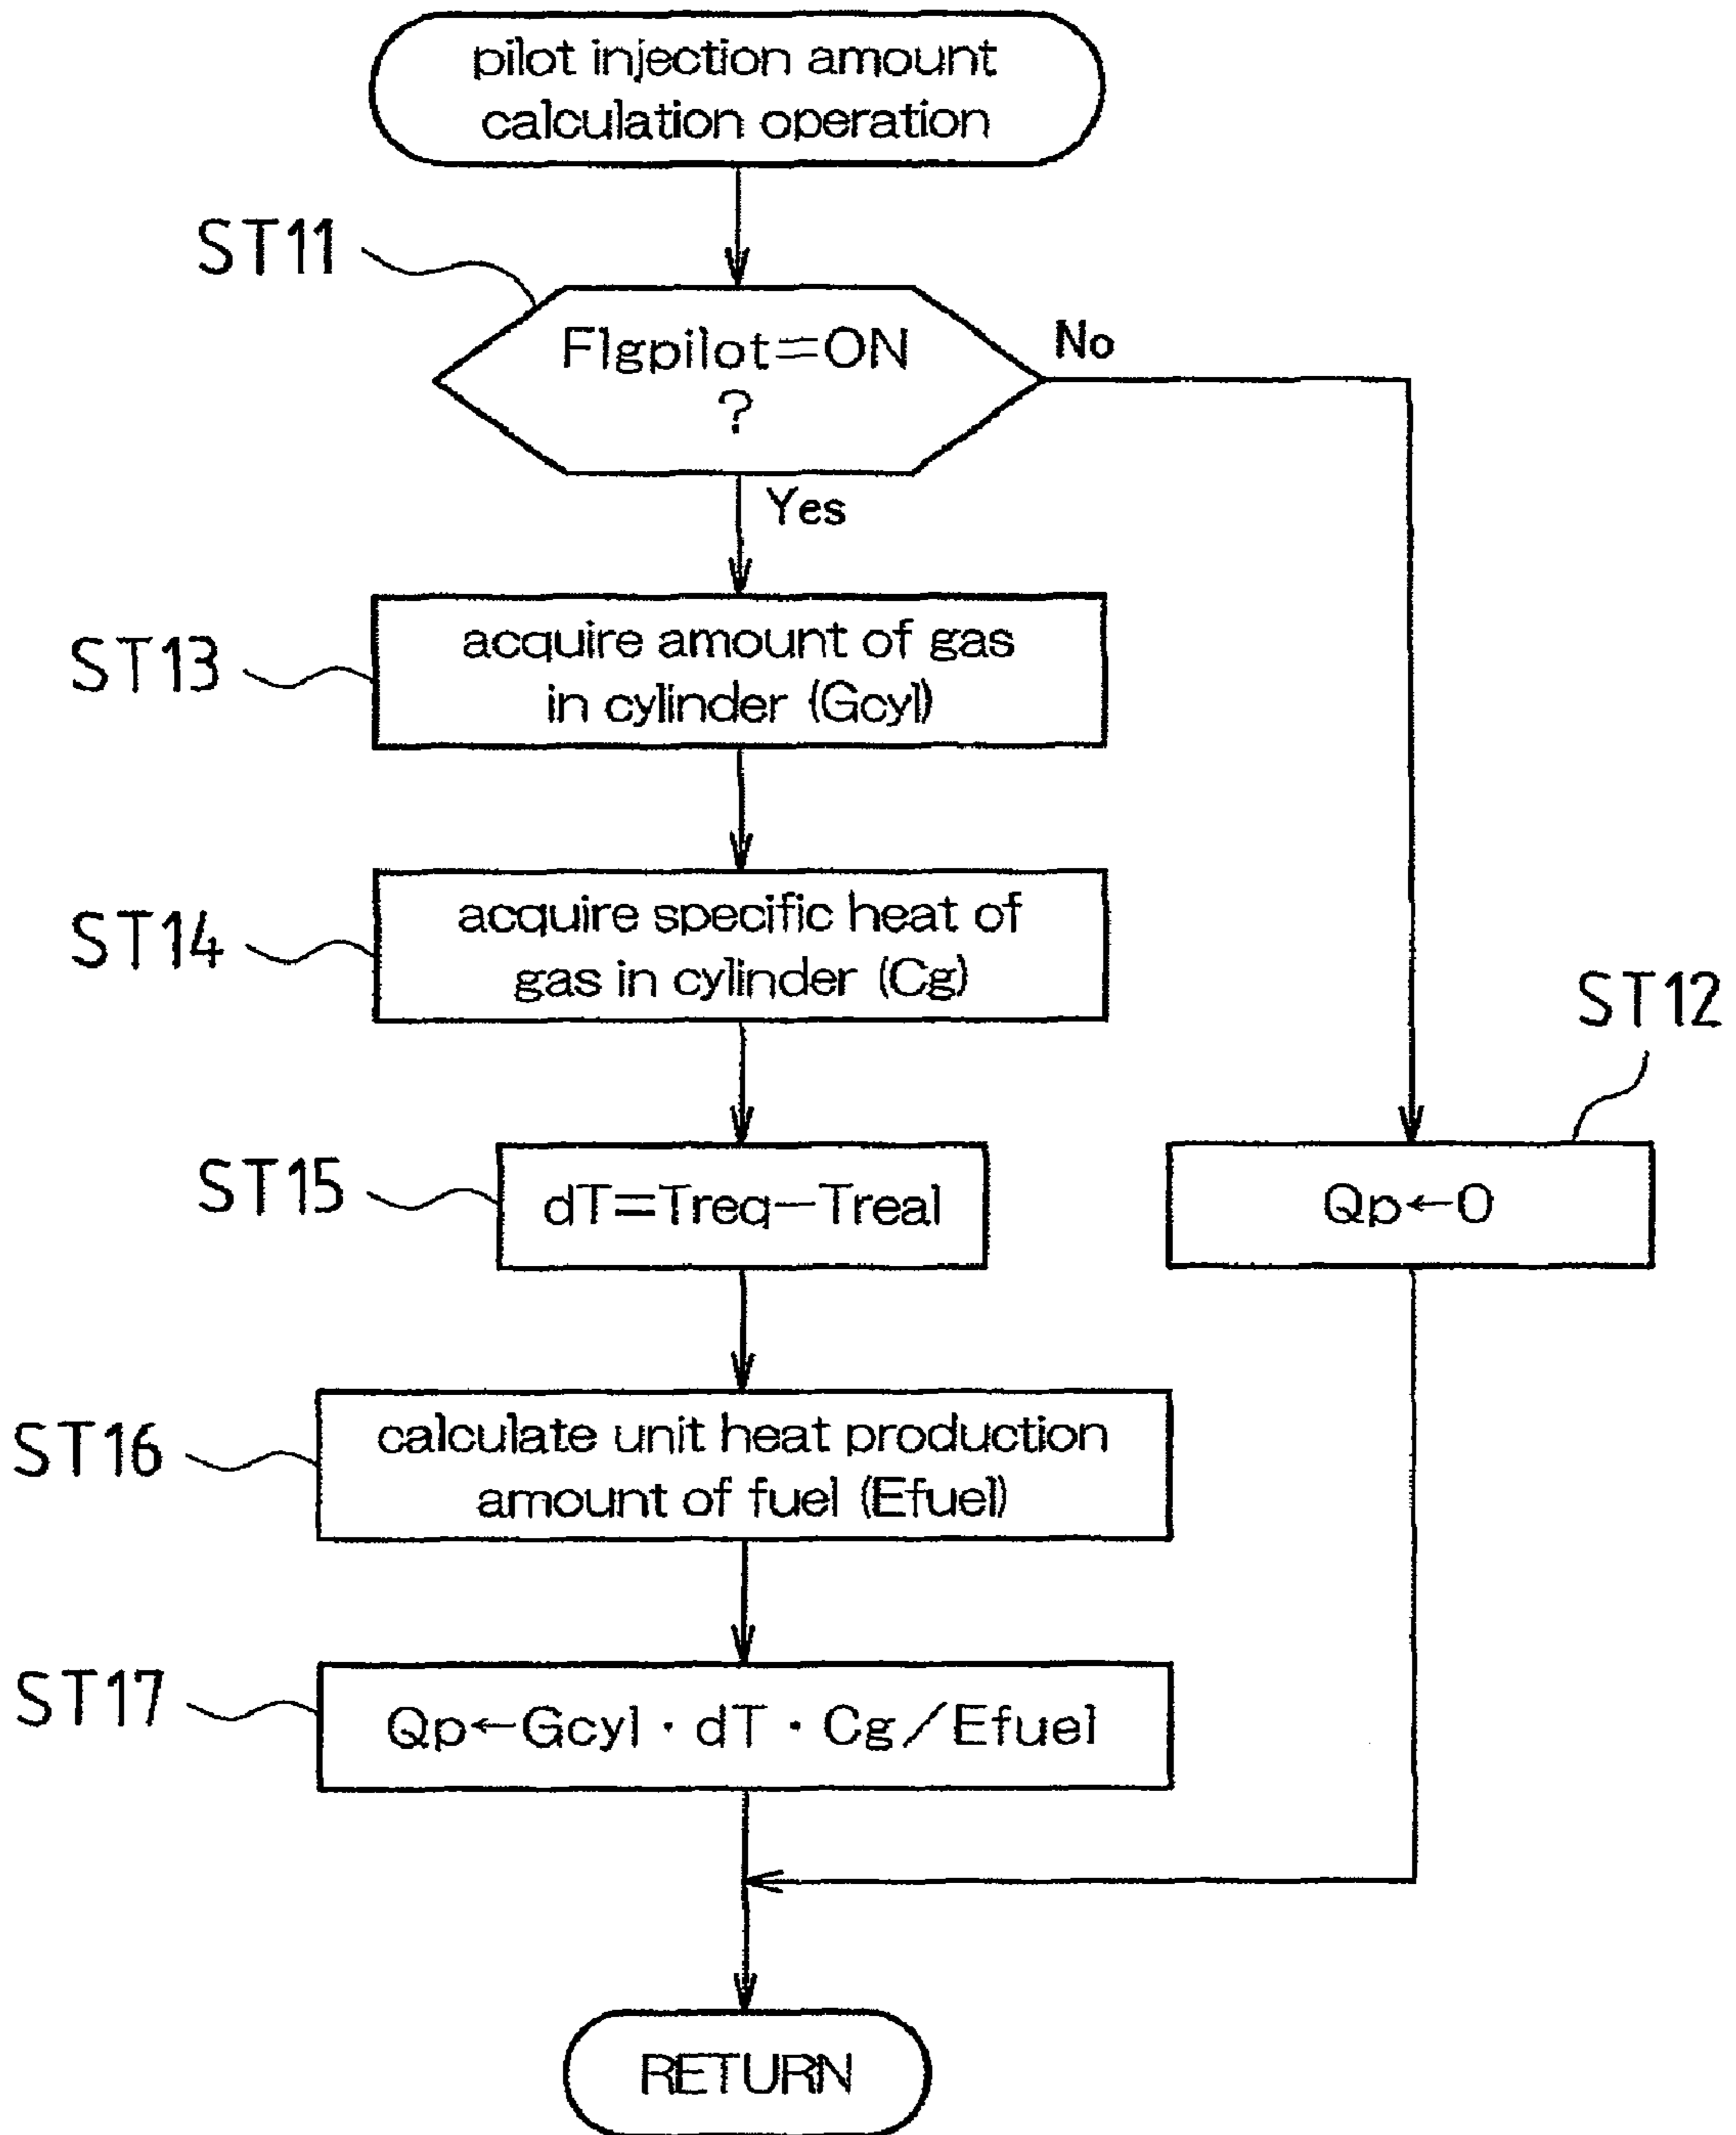 pilot injection amount
calculation operation
ST11
Flgpilot=ON
?
No
Yes
ST13
acquire amount of gas
in cylinder (Gcyl)
ST14
acquire specific heat of
gas in cylinder (Cg)
ST12
ST15
dT=Treq−Treal
Qp←0
ST16
calculate unit heat production
amount of fuel (Efuel)
ST17
Qp←Gcyl・dT・Cg／Efuel
RETURN